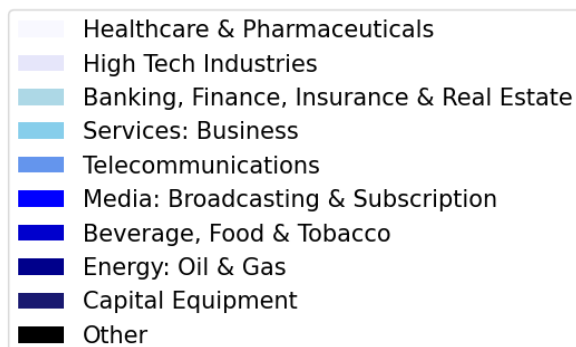 Healthcare & Pharmaceuticals
High Tech Industries
Banking, Finance, Insurance & Real Estate
Services: Business
Telecommunications
Media: Broadcasting & Subscription
Beverage, Food & Tobacco
Energy: Oil & Gas
Capital Equipment
Other